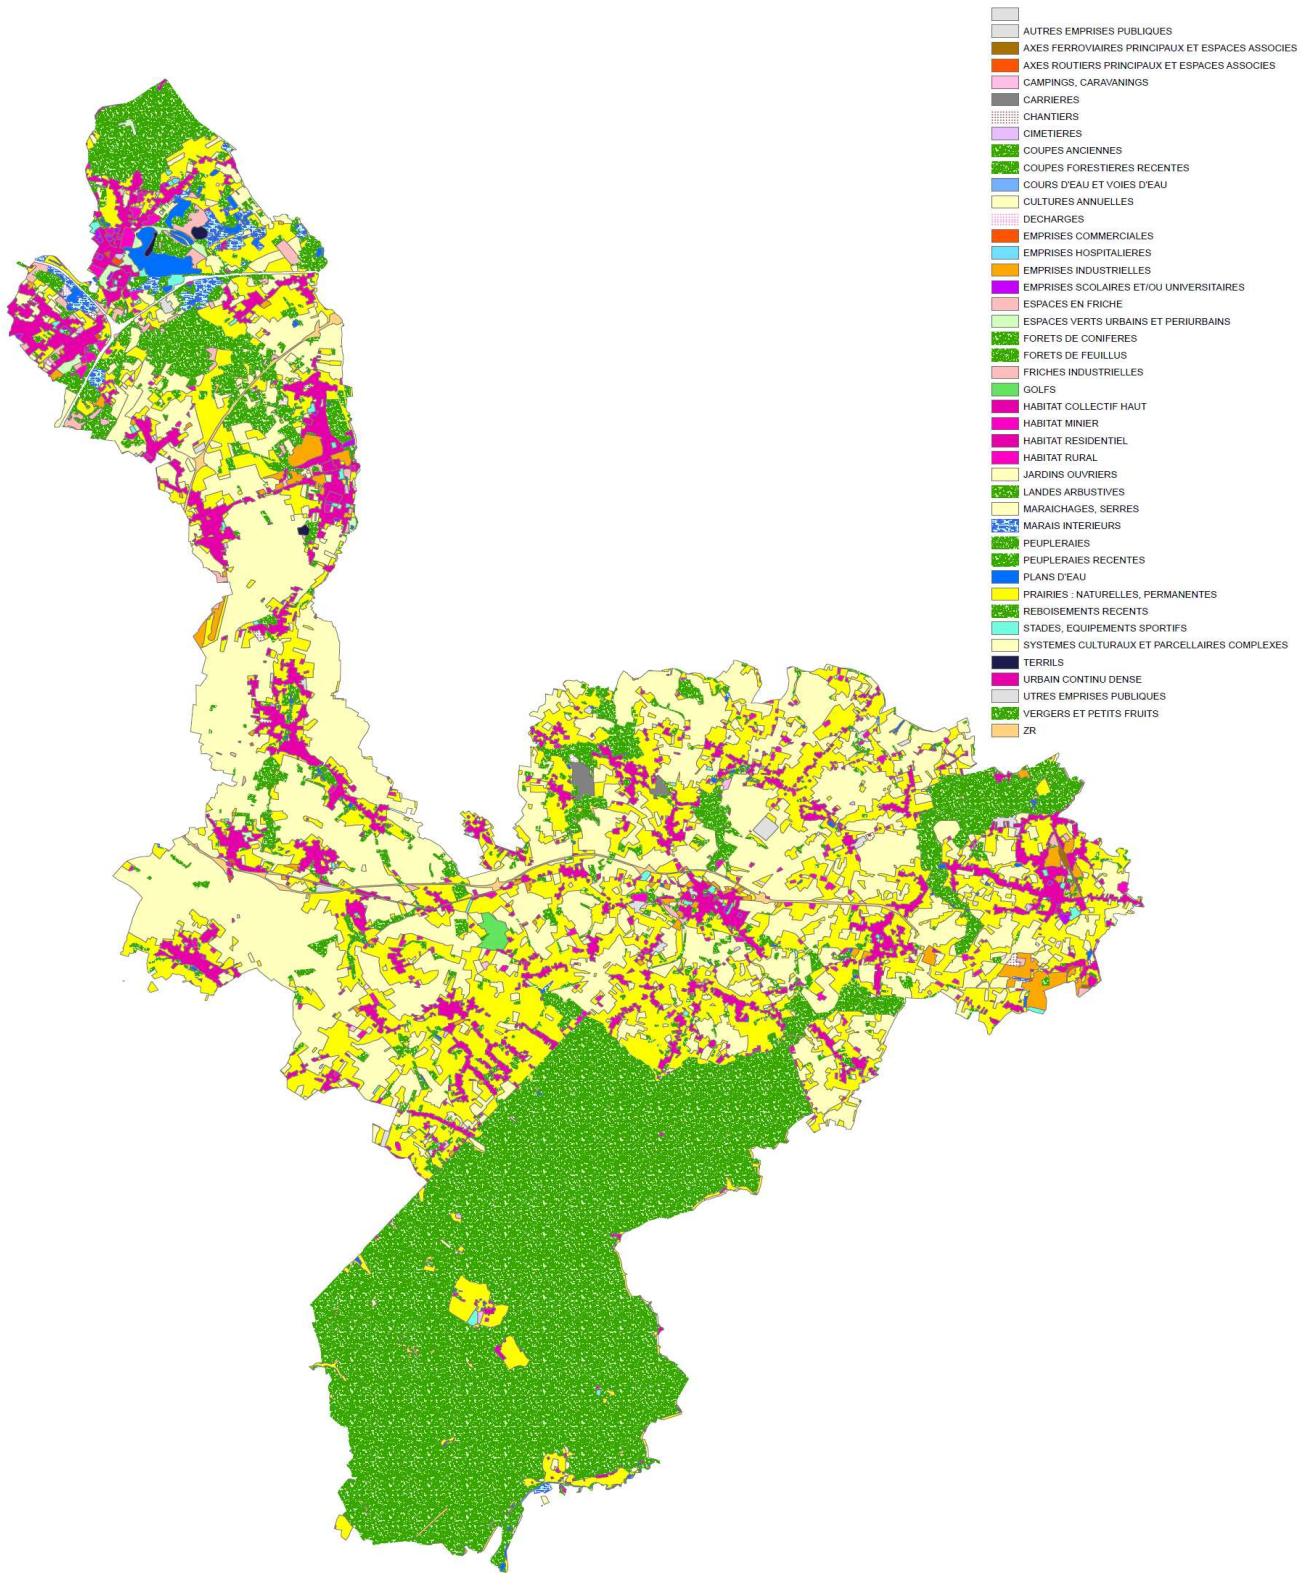 AUTRES EMPRISES PUBLIQUES
AXES FERROVIAIRES PRINCIPAUX ET ESPACES ASSOCIES
AXES ROUTIERS PRINCIPAUX ET ESPACES ASSOCIES
CAMPINGS, CARAVANINGS
CARRIERES
CHANTIERS
CIMETIERES
COUPES ANCIENNES
COUPES FORESTIERES RECENTES
COURS D'EAU ET VOIES D'EAU
CULTURES ANNUELLES
DECHARGES
EMPRISES COMMERCIALES
EMPRISES HOSPITALIERES
EMPRISES INDUSTRIELLES
EMPRISES SCOLAIRES ET/OU UNIVERSITAIRES
ESPACES EN FRICHE
ESPACES VERTS URBAINS ET PERIURBAINS
FORETS DE CONIFERES
FORETS DE FEUILLUS
FRICHES INDUSTRIELLES
GOLFS
HABITAT COLLECTIF HAUT
HABITAT MINIER
HABITAT RESIDENTIEL
HABITAT RURAL
JARDINS OUVRIERS
LANDES ARBUSTIVES
MARAICHAGES, SERRES
MARAIS INTERIEURS
PEUPLERAIES
PEUPLERAIES RECENTES
PLANS D'EAU
PRAIRIES : NATURELLES, PERMANENTES
REBOISEMENTS RECENTS
STADES, EQUIPEMENTS SPORTIFS
SYSTEMES CULTURAUX ET PARCELLAIRES COMPLEXES
TERRILS
URBAIN CONTINU DENSE
UTRES EMPRISES PUBLIQUES
VERGERS ET PETITS FRUITS
ZR